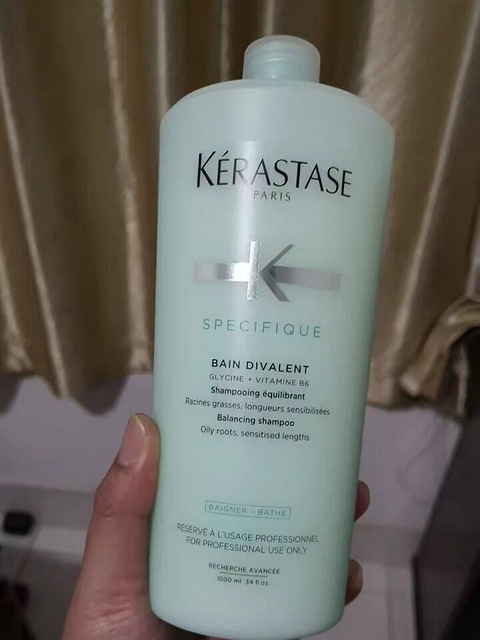 KÉRASTASE
PARIS
K
SPECIFIQUE
BAIN DIVALENT
GLYCINE + VITAMINE B6
Shampooing équilibrant
Racines grasses, longueurs sensibilisées
Balancing shampoo
Oily roots, sensitised lengths
BAIGNER - BATHE
RÉSERVÉ À L'USAGE PROFESSIONNEL
FOR PROFESSIONAL USE ONLY
RECHERCHE AVANCÉE
1000 ml 34 fl. oz.